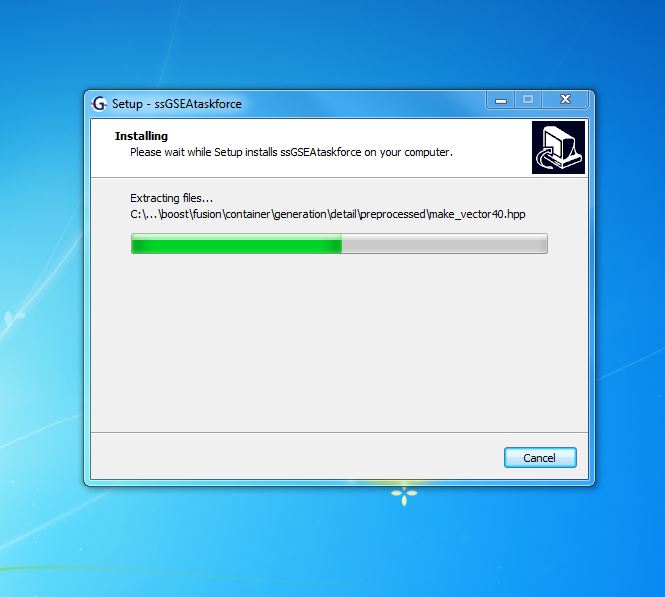 Setup - ssGSEAtaskforce
Installing
Please wait while Setup installs ssGSEAtaskforce on your computer.
Extracting files...
C:\...\boost\fusion\container\generation\detail\preprocessed\make_vector40.hpp
Cancel